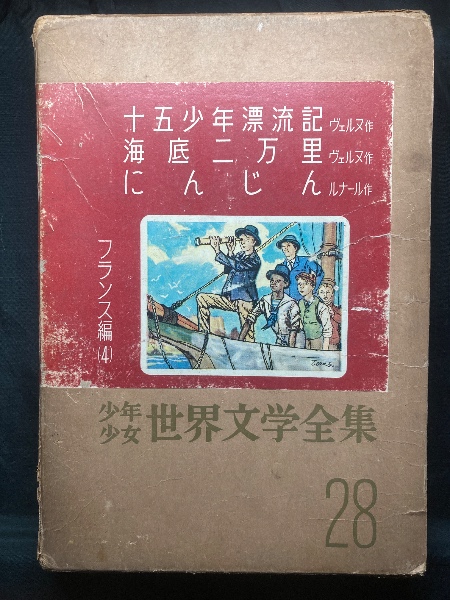 十五少年漂流記 ヴェルヌ作
海底二万里 ヴェルヌ作
にんじん ルナール作
フランス編(4)
少年少女 世界文学全集
28